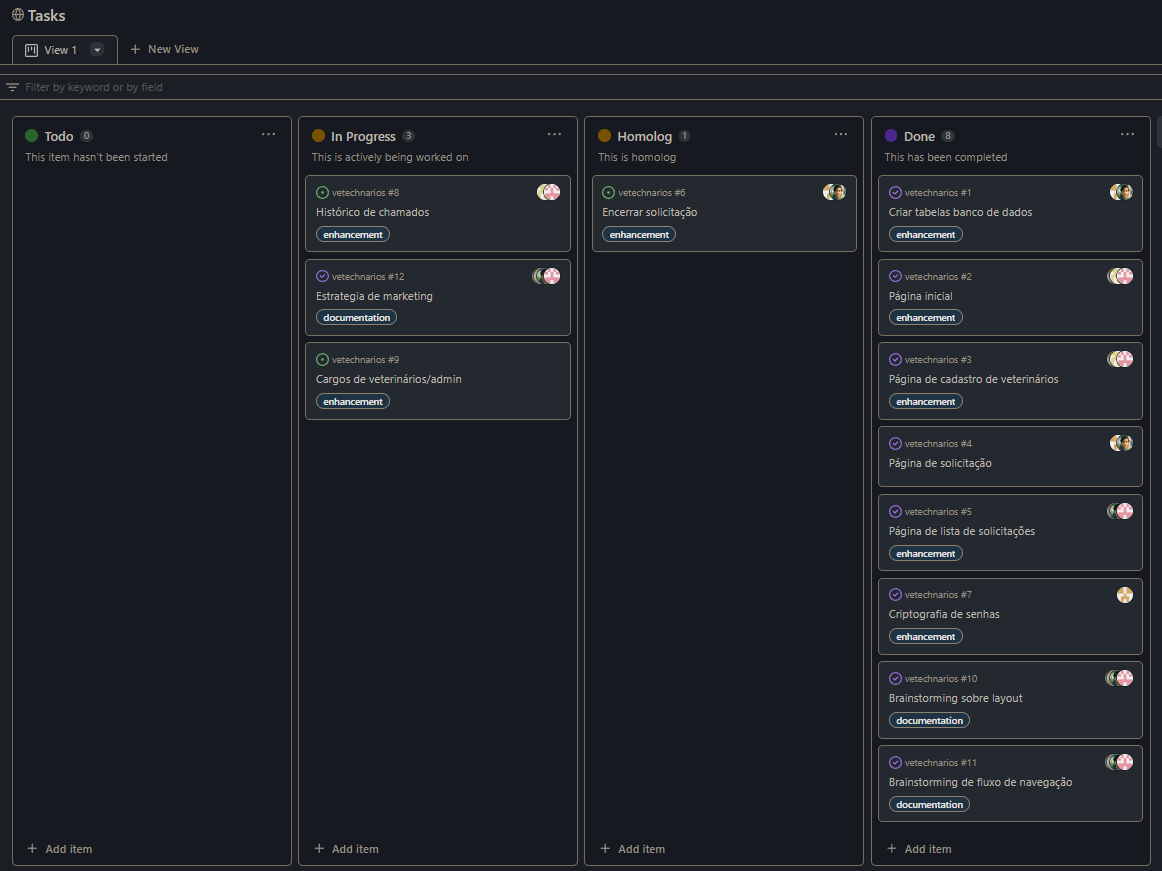 Tasks
View 1
New View
Filter by keyword or by field
Todo 0
This item hasn't been started
Add item
In Progress 3
This is actively being worked on
vetechnarios #8
Histórico de chamados
enhancement
vetechnarios #12
Estrategia de marketing
documentation
vetechnarios #9
Cargos de veterinários/admin
enhancement
Add item
Homolog 1
This is homolog
vetechnarios #6
Encerrar solicitação
enhancement
Add item
Done 8
This has been completed
vetechnarios #1
Criar tabelas banco de dados
enhancement
vetechnarios #2
Página inicial
enhancement
vetechnarios #3
Página de cadastro de veterinários
enhancement
vetechnarios #4
Página de solicitação
vetechnarios #5
Página de lista de solicitações
enhancement
vetechnarios #7
Criptografia de senhas
enhancement
vetechnarios #10
Brainstorming sobre layout
documentation
vetechnarios #11
Brainstorming de fluxo de navegação
documentation
Add item